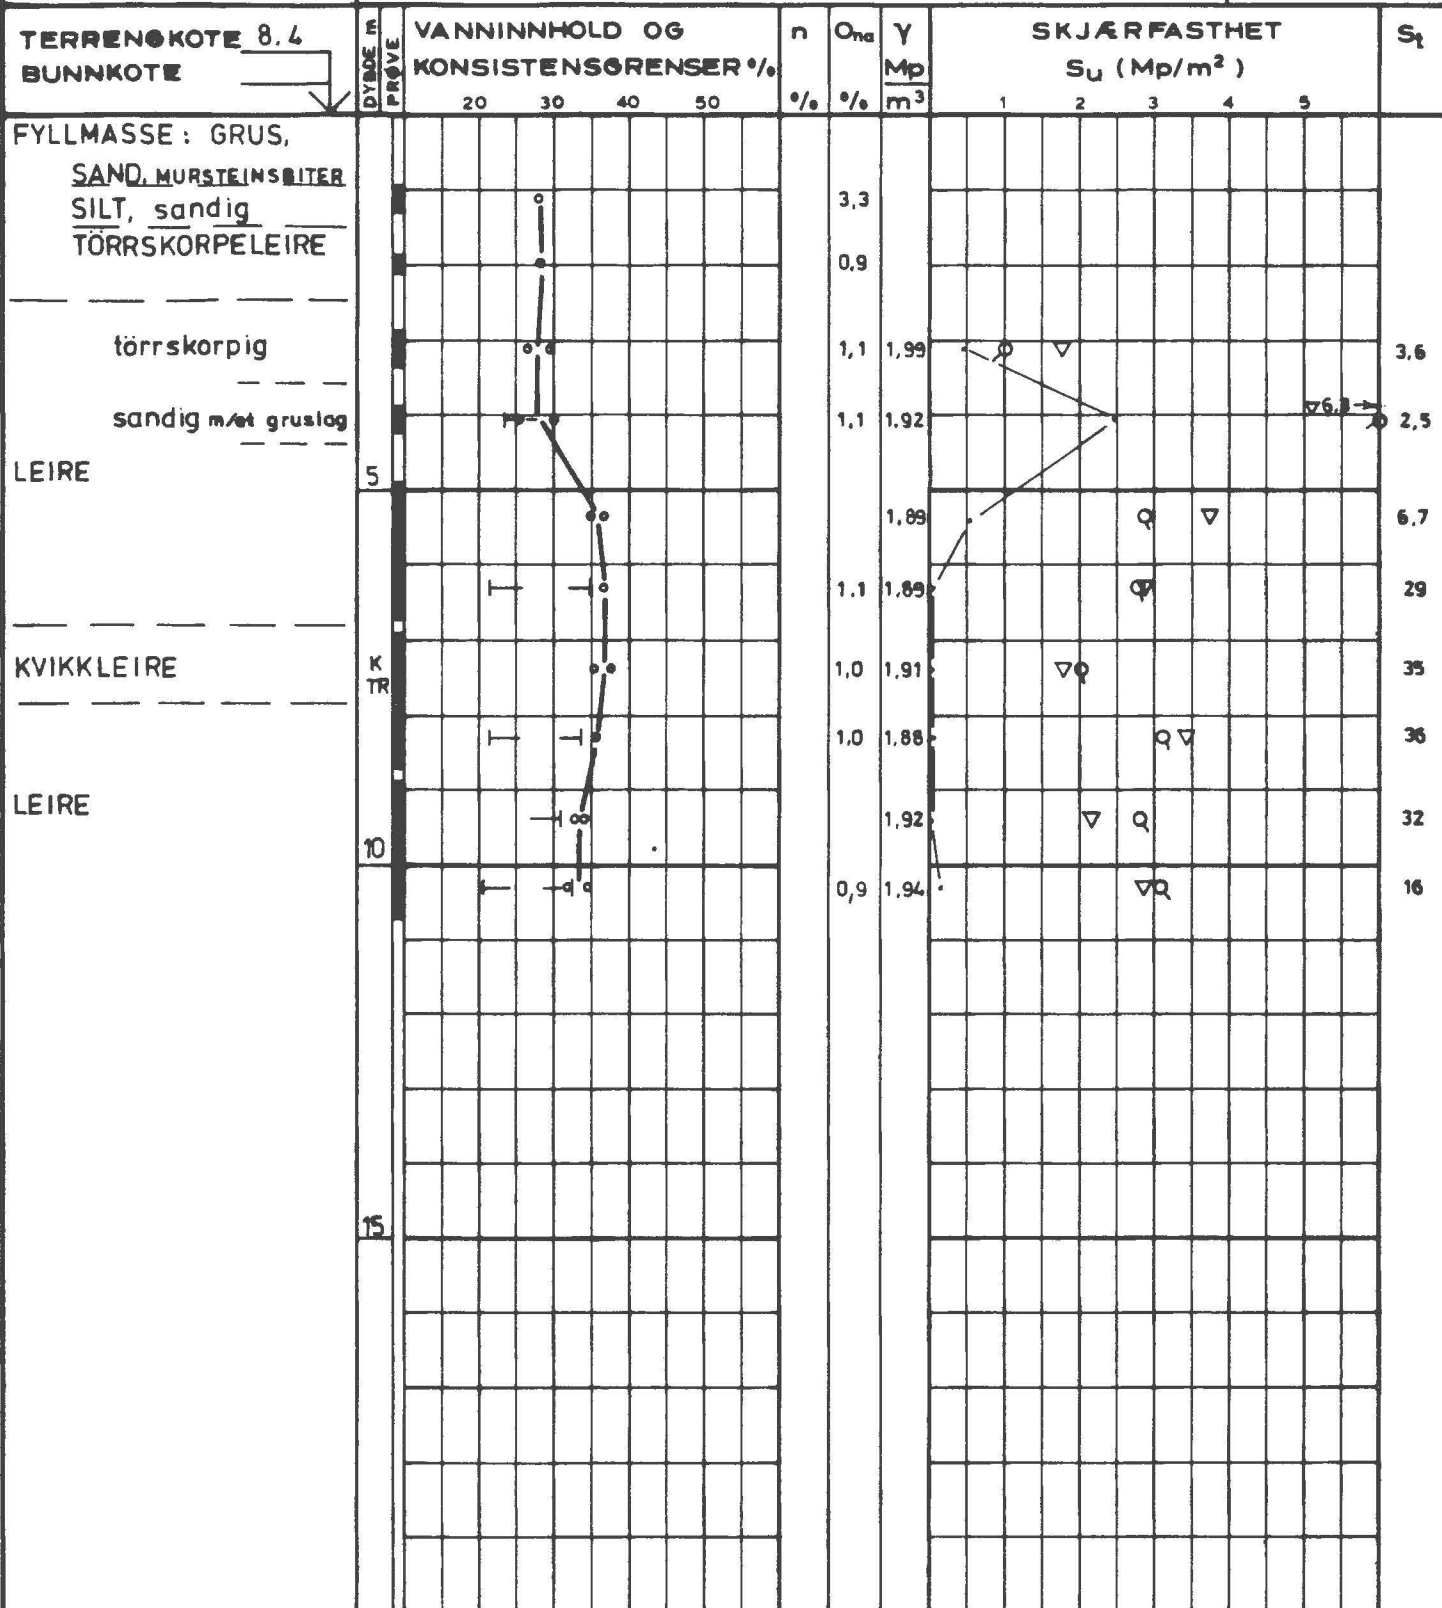 TERRENGKOTE 8.4
BUNNKOTE
DYBDE m
PRØVE
VANNINNHOLD OG
KONSISTENSGRENSER %
20 30 40 50
n
%
Ona
%
γ
Mp
m³
SKJÆRFASTHET
Su (Mp/m²)
1 2 3 4 5
St
FYLLMASSE: GRUS,
SAND, MURSTEINSBITER
SILT, sandig 3,3
TÖRRSKORPELEIRE 0,9
törrskorpig 1,1 1,99 3,6
sandig m/et gruslag 1,1 1,92 6,8 2,5
LEIRE 5
1,89 6,7
1,1 1,89 29
KVIKKLEIRE K 1,0 1,91 35
TR
1,0 1,88 36
LEIRE 1,92 32
10
0,9 1,94 16
15